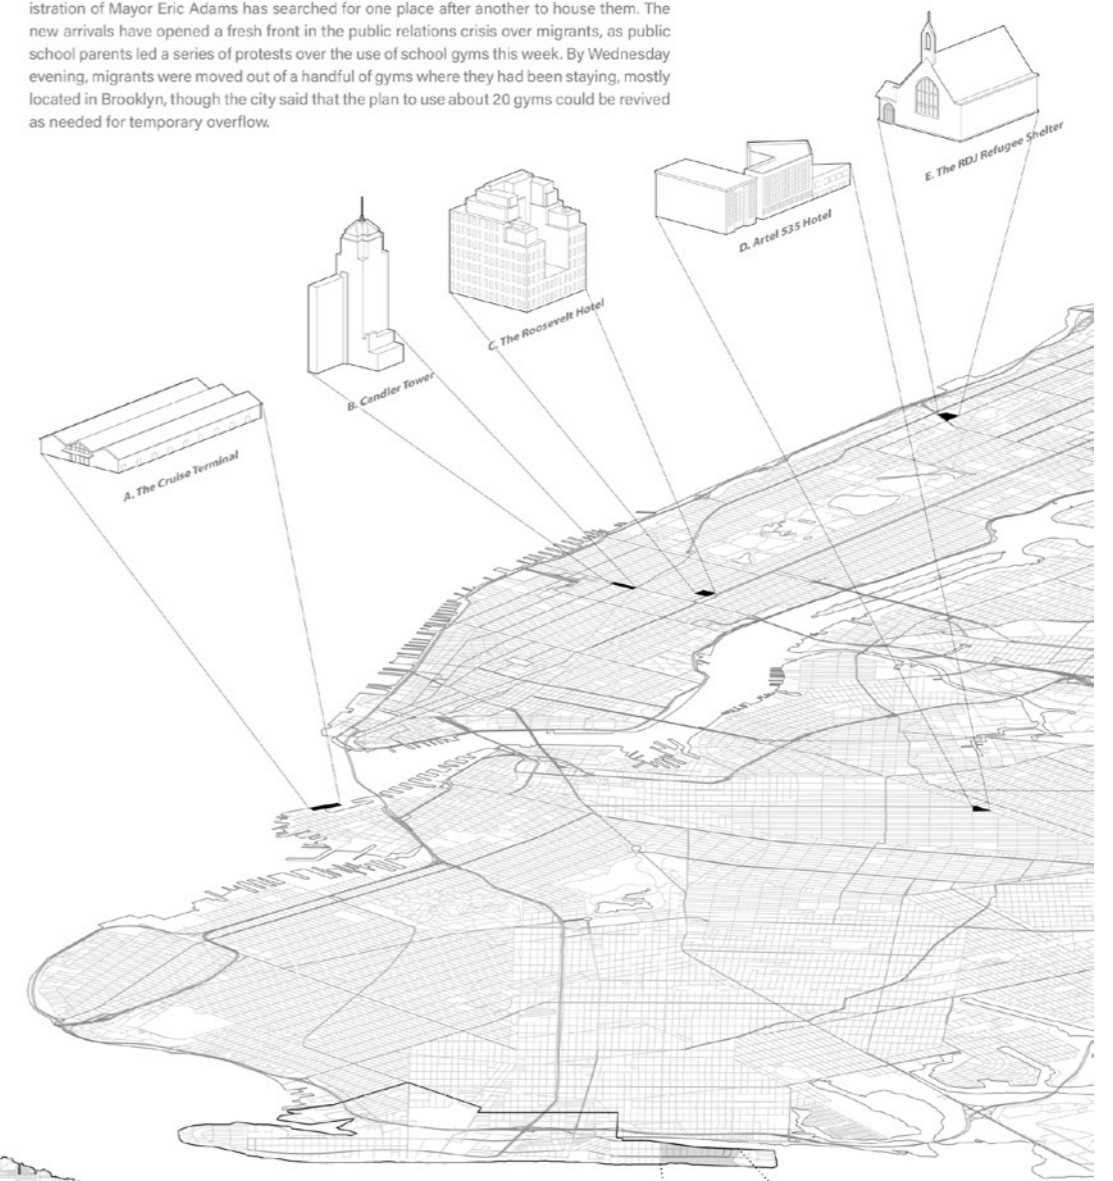 istration of Mayor Eric Adams has searched for one place after another to house them. The
new arrivals have opened a fresh front in the public relations crisis over migrants, as public
school parents led a series of protests over the use of school gyms this week. By Wednesday
evening, migrants were moved out of a handful of gyms where they had been staying, mostly
located in Brooklyn, though the city said that the plan to use about 20 gyms could be revived
as needed for temporary overflow.
E. The RDJ Refugee Shelter
D. Artel 535 Hotel
C. The Roosevelt Hotel
B. Candler Tower
A. The Cruise Terminal